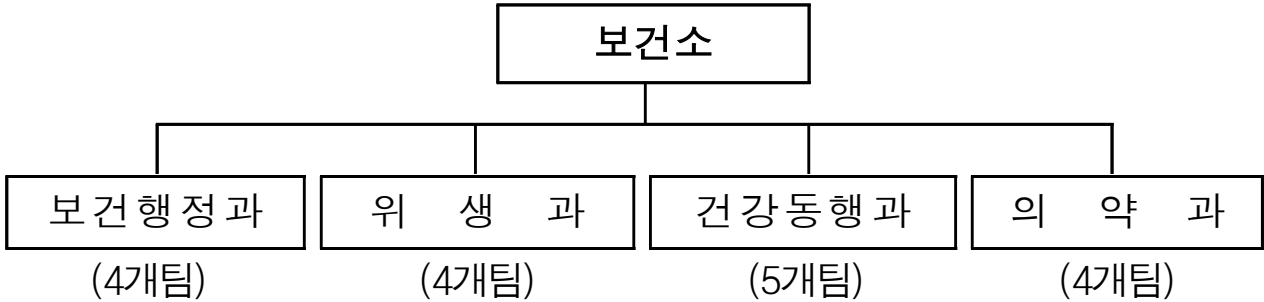 보건소
보건행정과 위 생 과 건강동행과 의 약 과
(4개팀) (4개팀) (5개팀) (4개팀)